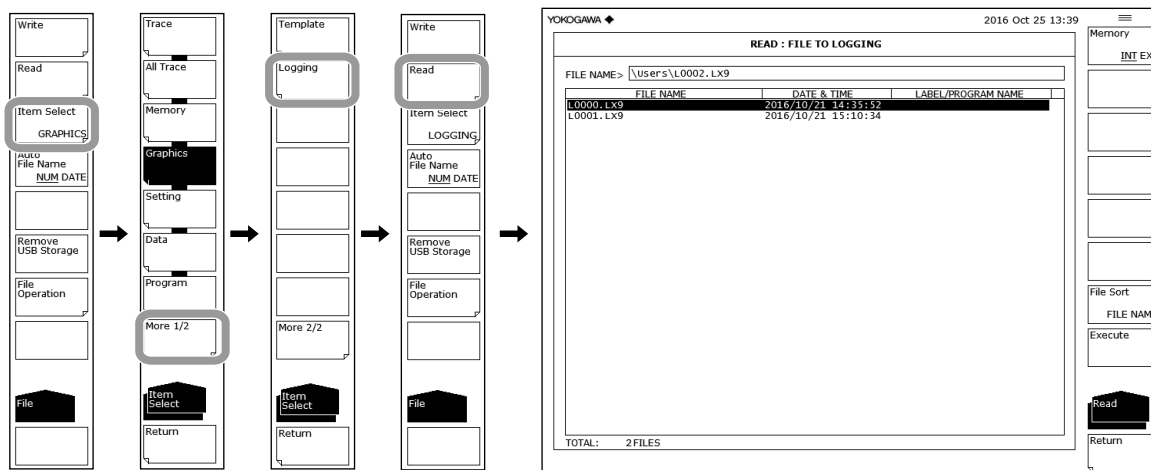 Write
Read
Item Select
GRAPHICS
Auto
File Name
NUM DATE
Remove
USB Storage
File
Operation
File
Trace
All Trace
Memory
Graphics
Setting
Data
Program
More 1/2
Item
Select
Return
Template
Logging
More 2/2
Item
Select
Return
Write
Read
Item Select
LOGGING
Auto
File Name
NUM DATE
Remove
USB Storage
File
Operation
File
YOKOGAWA
2016 Oct 25 13:39
READ : FILE TO LOGGING
FILE NAME> \Users\L0002.LX9
FILE NAME DATE & TIME LABEL/PROGRAM NAME
L0000.LX9 2016/10/21 14:35:52
L0001.LX9 2016/10/21 15:10:34
TOTAL: 2FILES
Memory
INT EX
File Sort
FILE NAM
Execute
Read
Return